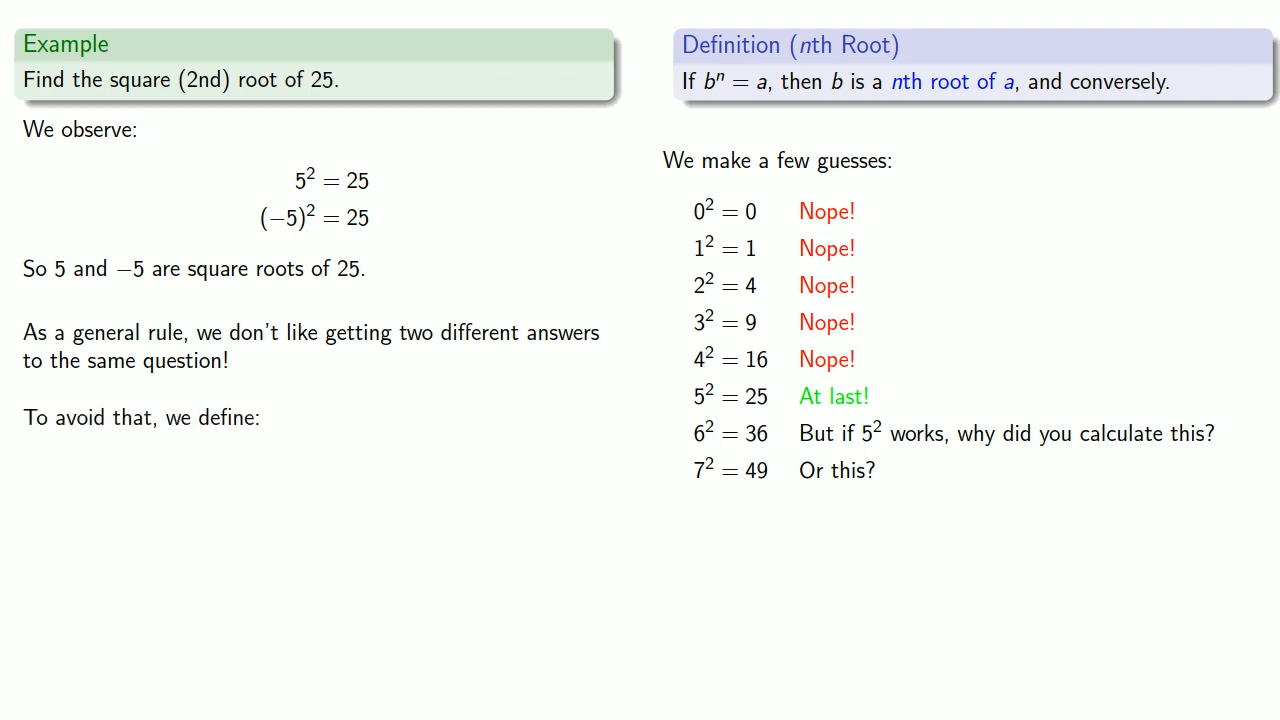 Example
Find the square (2nd) root of 25.
We observe:
5² = 25
(−5)² = 25
So 5 and −5 are square roots of 25.
As a general rule, we don't like getting two different answers
to the same question!
To avoid that, we define:
Definition (nth Root)
If bⁿ = a, then b is a nth root of a, and conversely.
We make a few guesses:
0² = 0 Nope!
1² = 1 Nope!
2² = 4 Nope!
3² = 9 Nope!
4² = 16 Nope!
5² = 25 At last!
6² = 36 But if 5² works, why did you calculate this?
7² = 49 Or this?